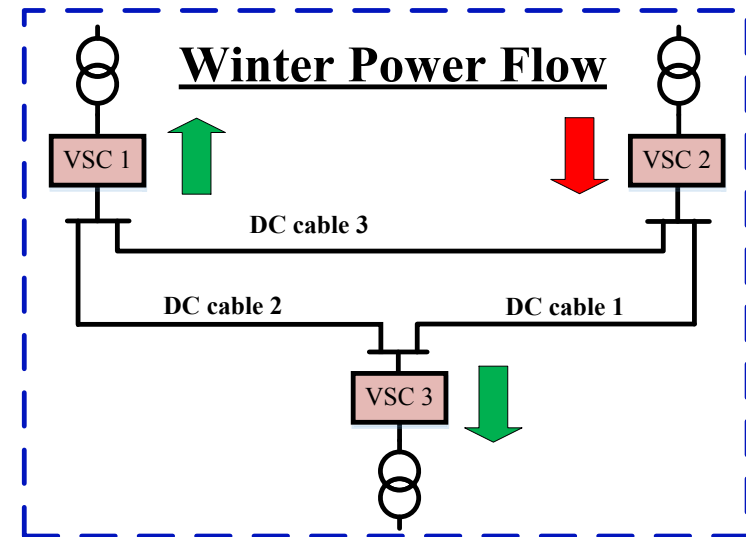 Winter Power Flow
VSC 1
VSC 2
DC cable 3
DC cable 2
DC cable 1
VSC 3